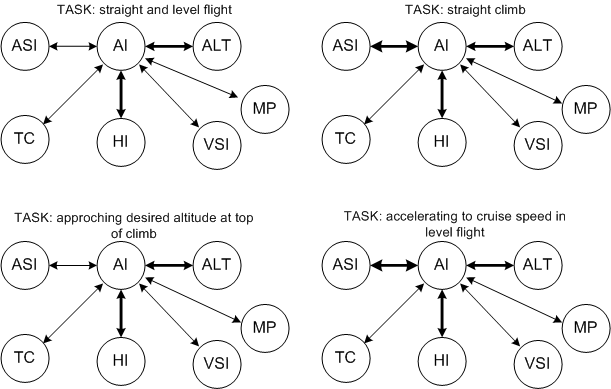 TASK: straight and level flight
ASI AI ALT
MP
TC HI VSI
TASK: straight climb
ASI AI ALT
MP
TC HI VSI
TASK: approching desired altitude at top
of climb
ASI AI ALT
MP
TC HI VSI
TASK: accelerating to cruise speed in
level flight
ASI AI ALT
MP
TC HI VSI